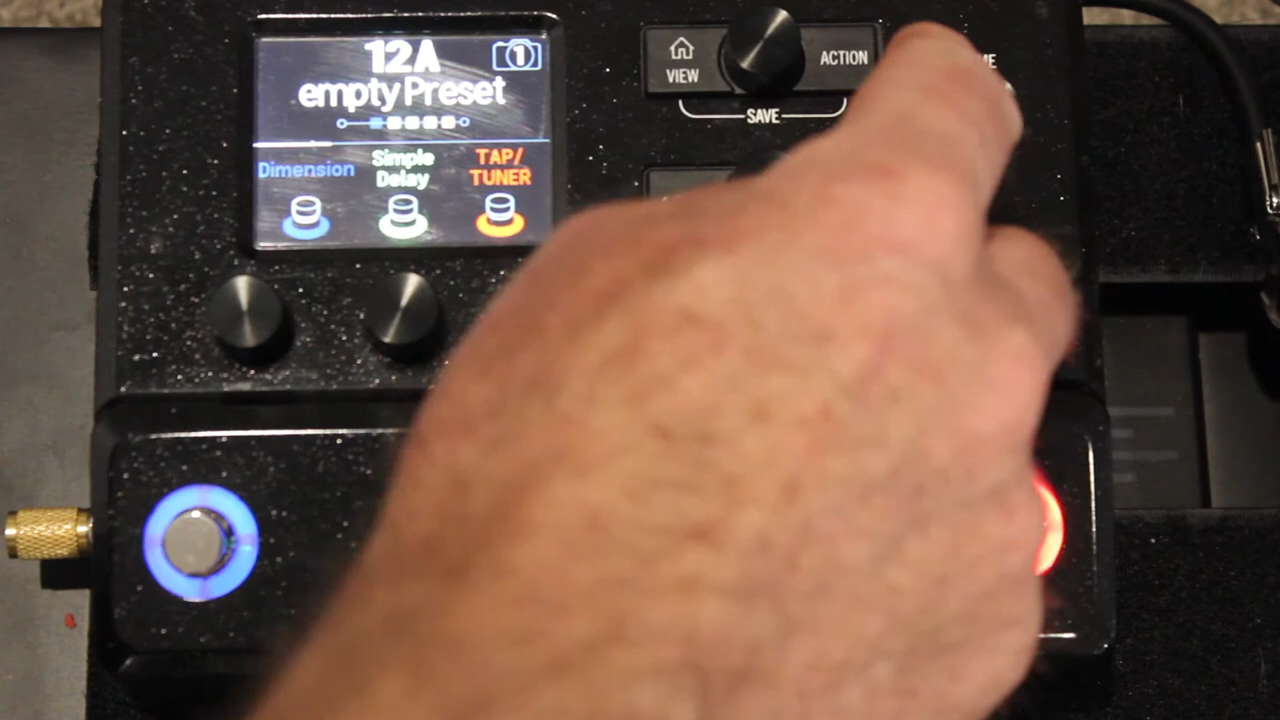 12A
1
empty Preset
Dimension
Simple
Delay
TAP/
TUNER
VIEW
ACTION
SAVE